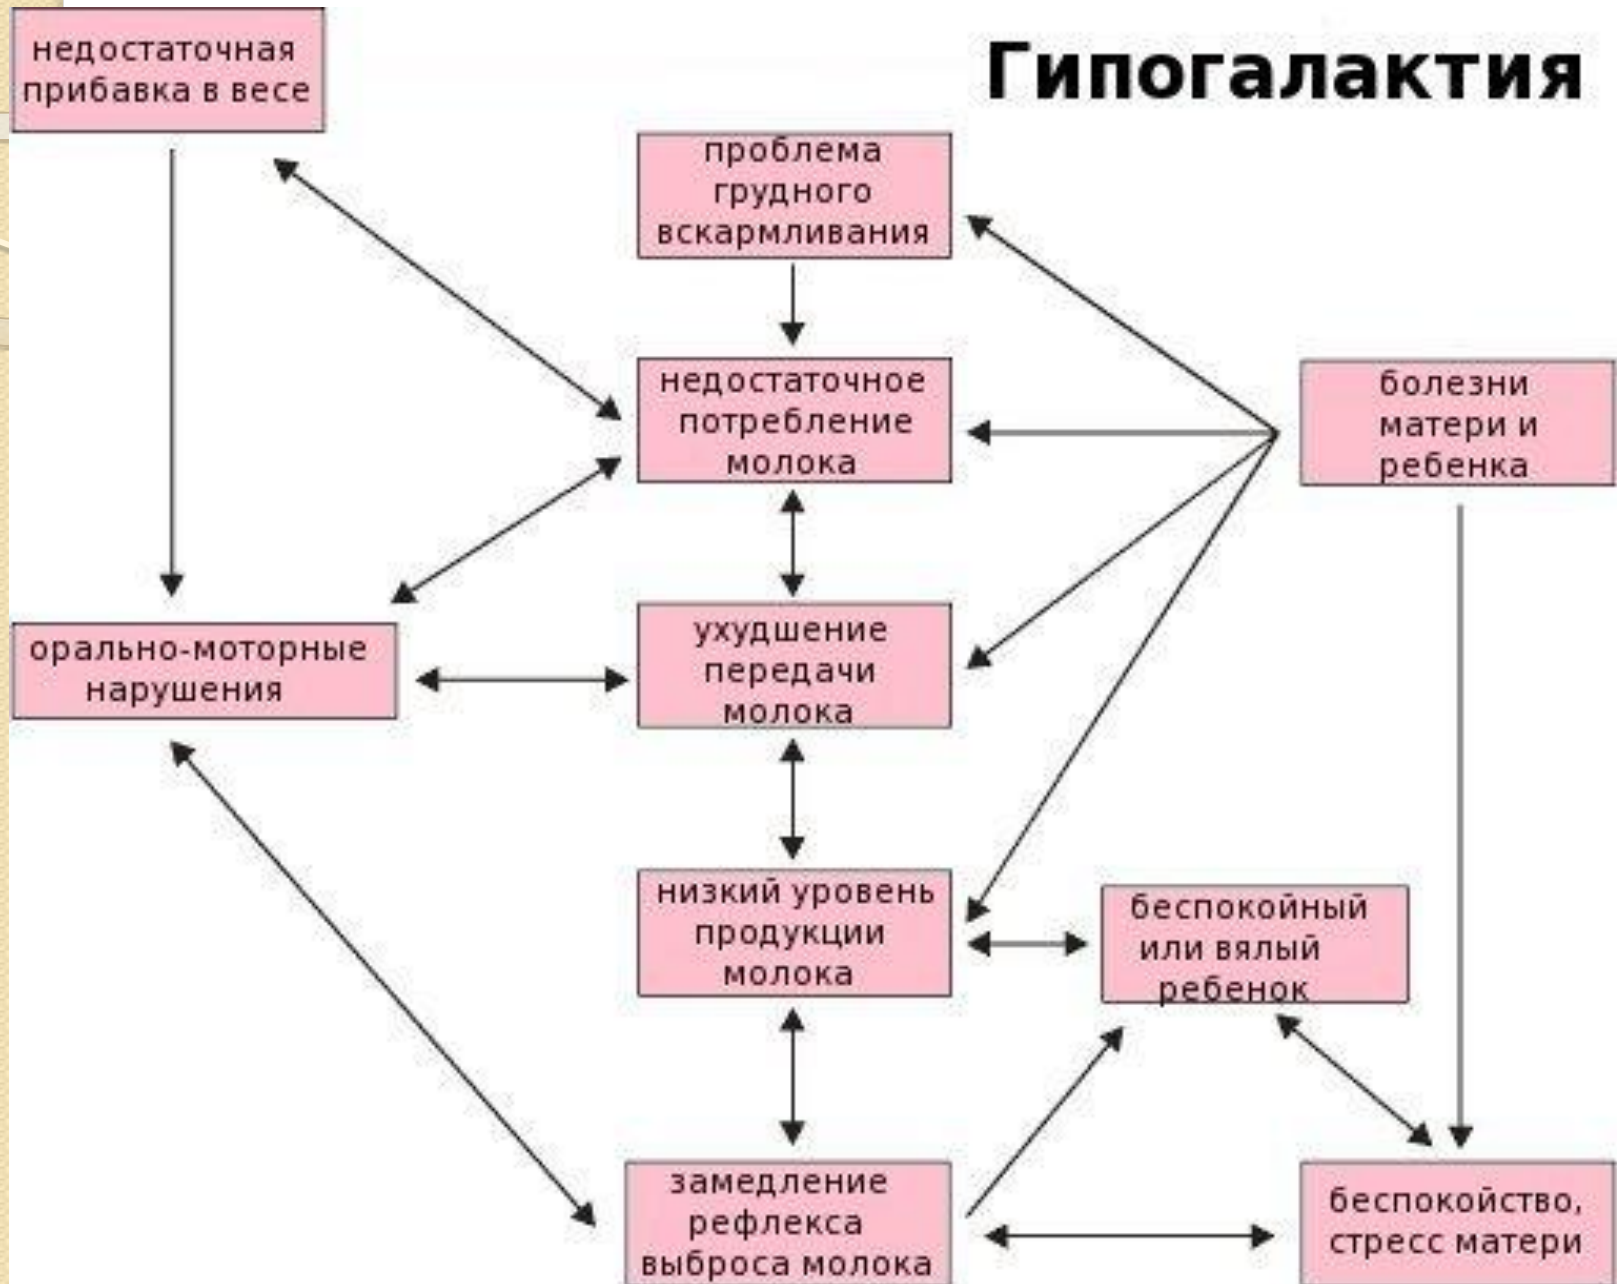 недостаточная
прибавка в весе
Гипогалактия
проблема
грудного
вскармливания
недостаточное
потребление
молока
болезни
матери и
ребенка
орально-моторные
нарушения
ухудшение
передачи
молока
низкий уровень
продукции
молока
беспокойный
или вялый
ребенок
замедление
рефлекса
выброса молока
беспокойство,
стресс матери